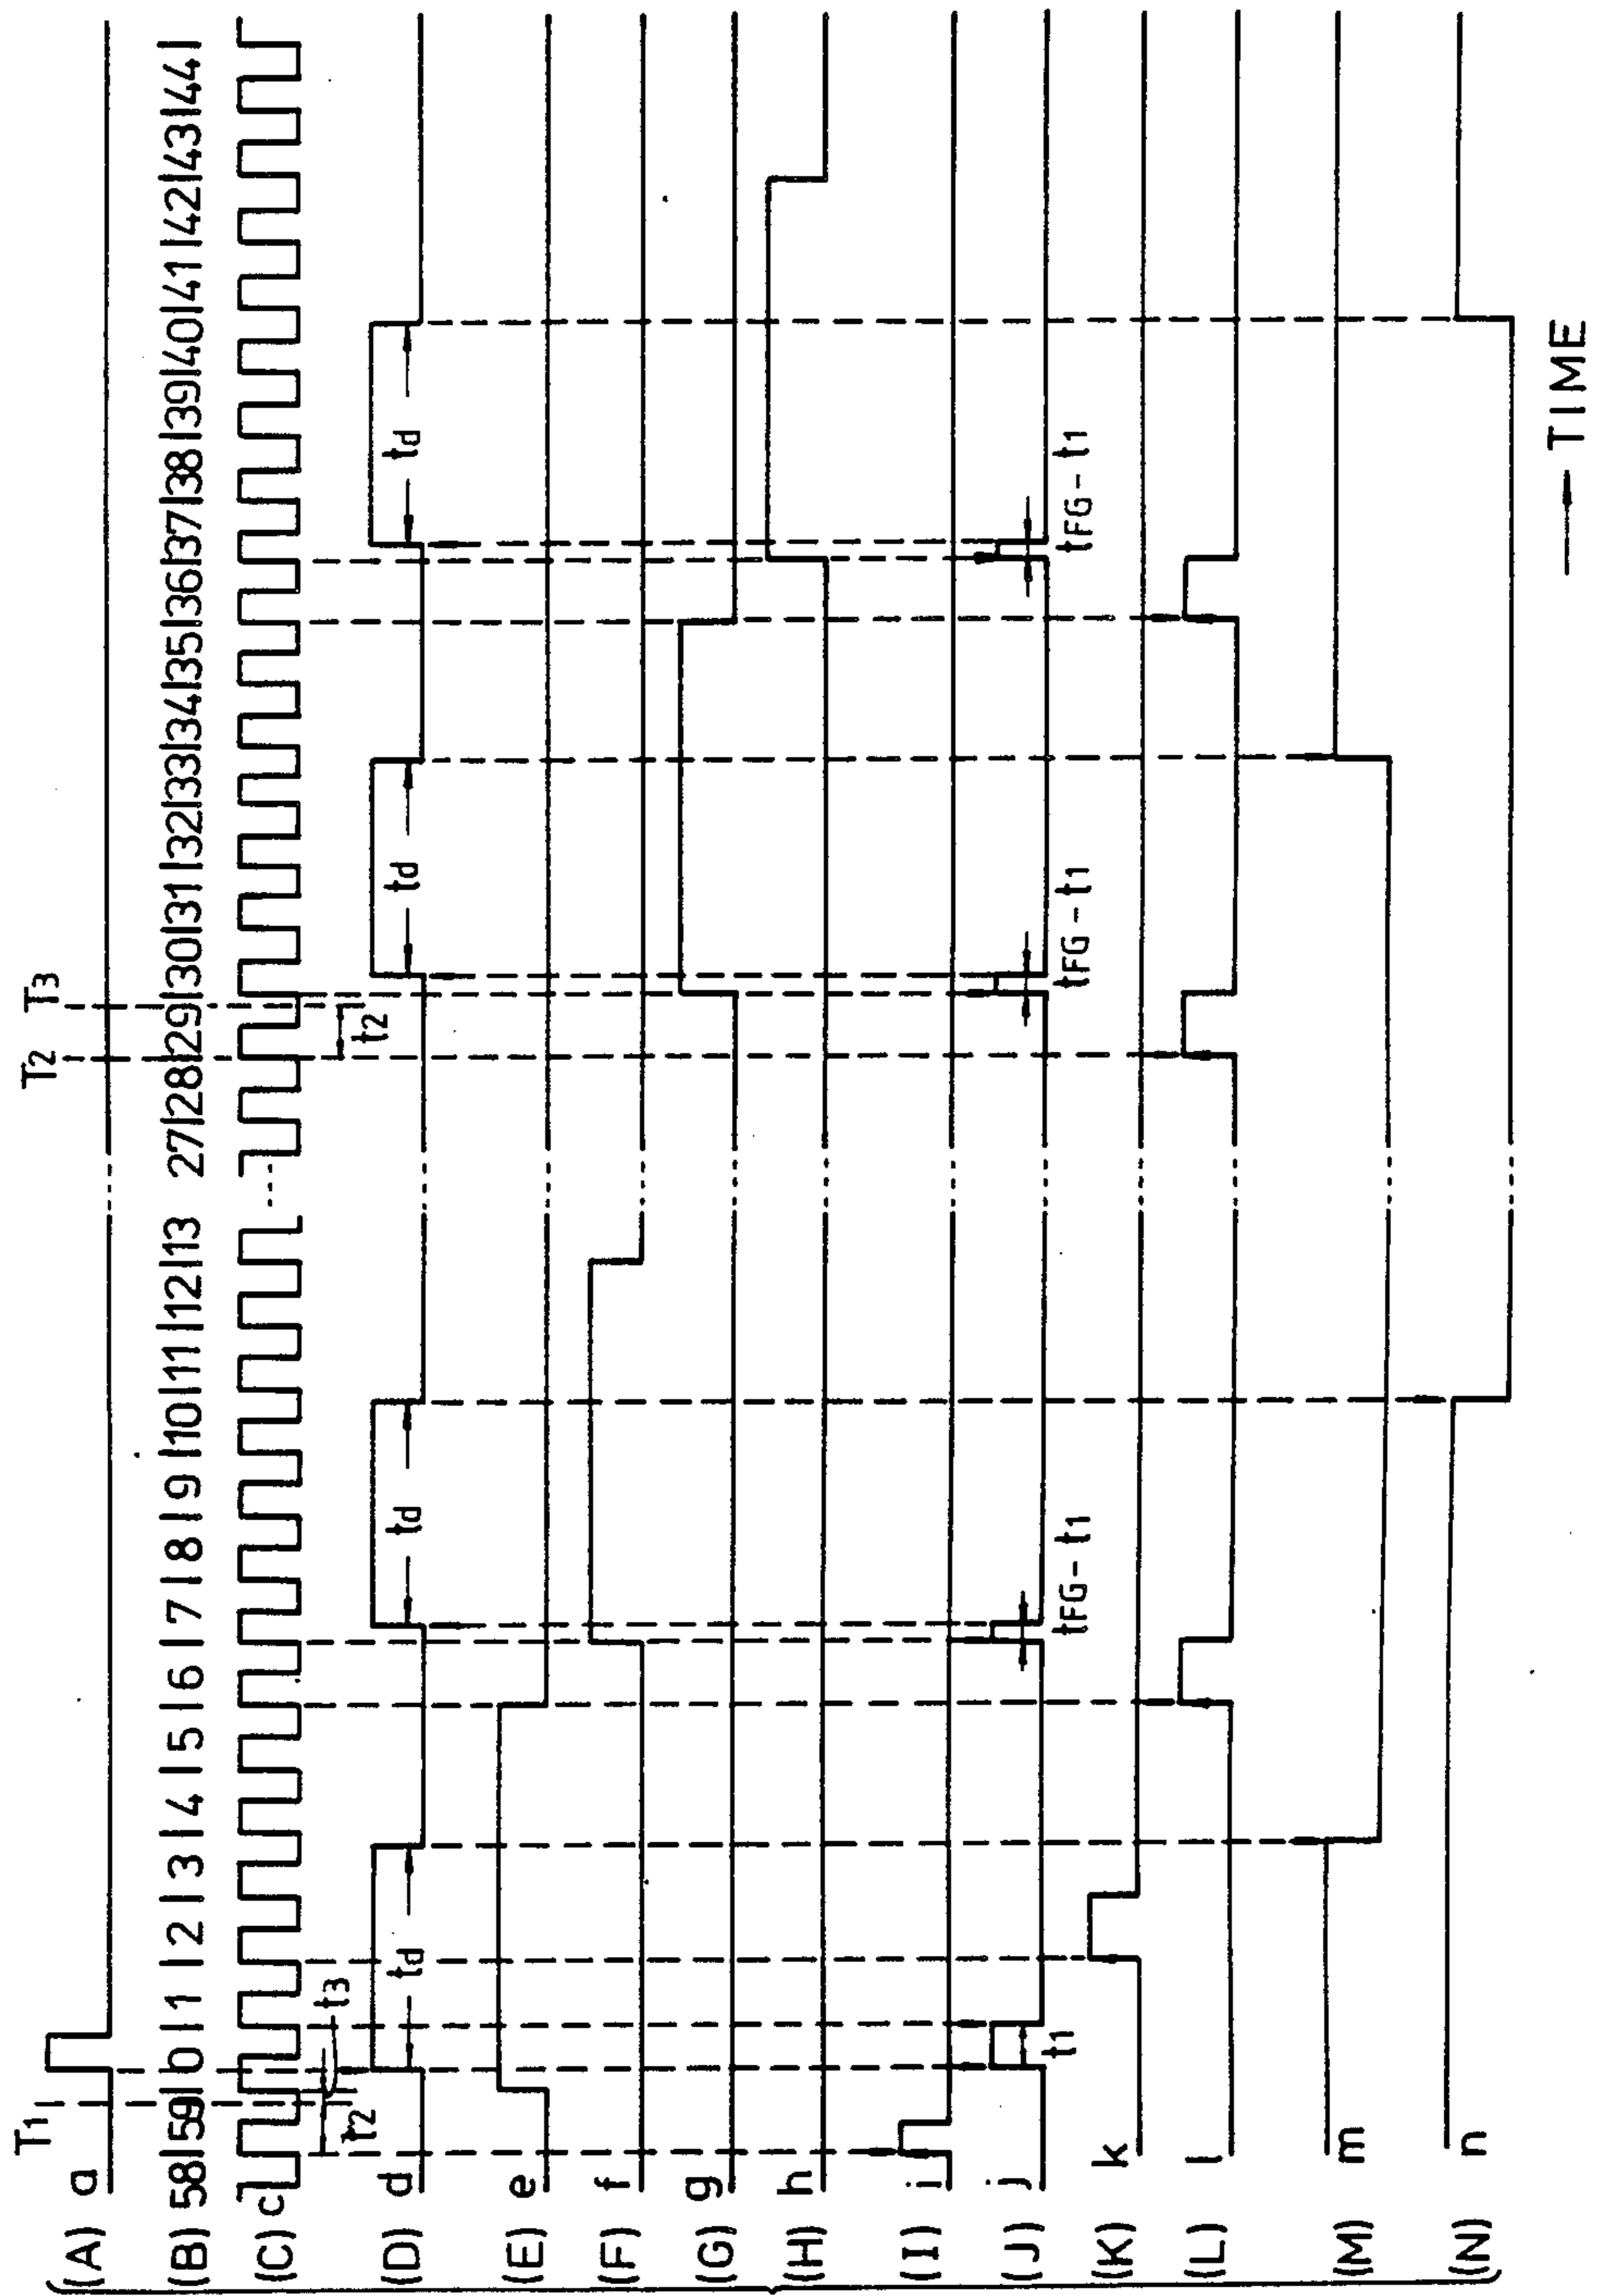 T1 T2 T3
(A) a
(B) 58|59|0|1|2|3|4|5|6|7|8|9|10|11|12|13 27|28|29|30|31|32|33|34|35|36|37|38|39|40|41|42|43|44|
(C) c
t2 t3 t2
(D) d td td td td
(E) e
(F) f
(G) g
(H) h
(I) i
(J) j t1 tFG-t1 tFG-t1 tFG-t1
(K) k
(L) l
(M) m
(N) n
TIME